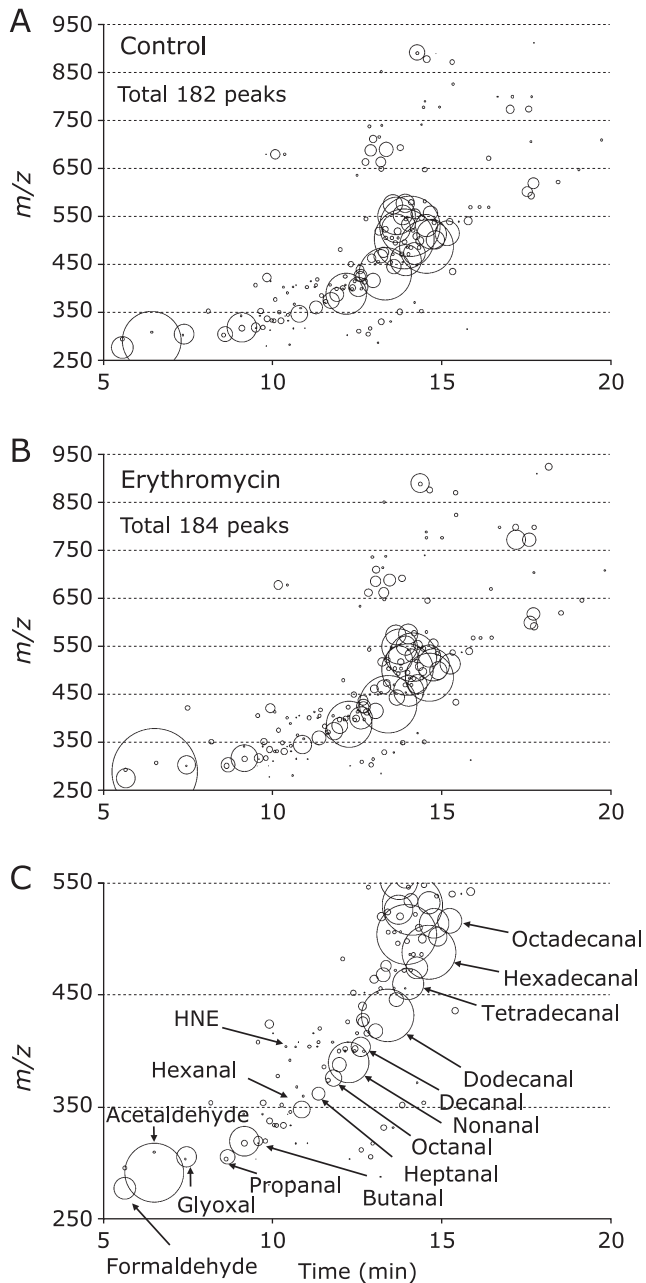 A
950
Control
850
Total 182 peaks
750
m/z
650
550
450
350
250
5
10
15
20
B
950
Erythromycin
850
Total 184 peaks
750
m/z
650
550
450
350
250
5
10
15
20
C
550
Octadecanal
Hexadecanal
450
Tetradecanal
HNE
m/z
Dodecanal
Hexanal
Decanal
Nonanal
350
Acetaldehyde
Octanal
Heptanal
Propanal
Butanal
Glyoxal
250
Formaldehyde
5
10
15
20
Time (min)